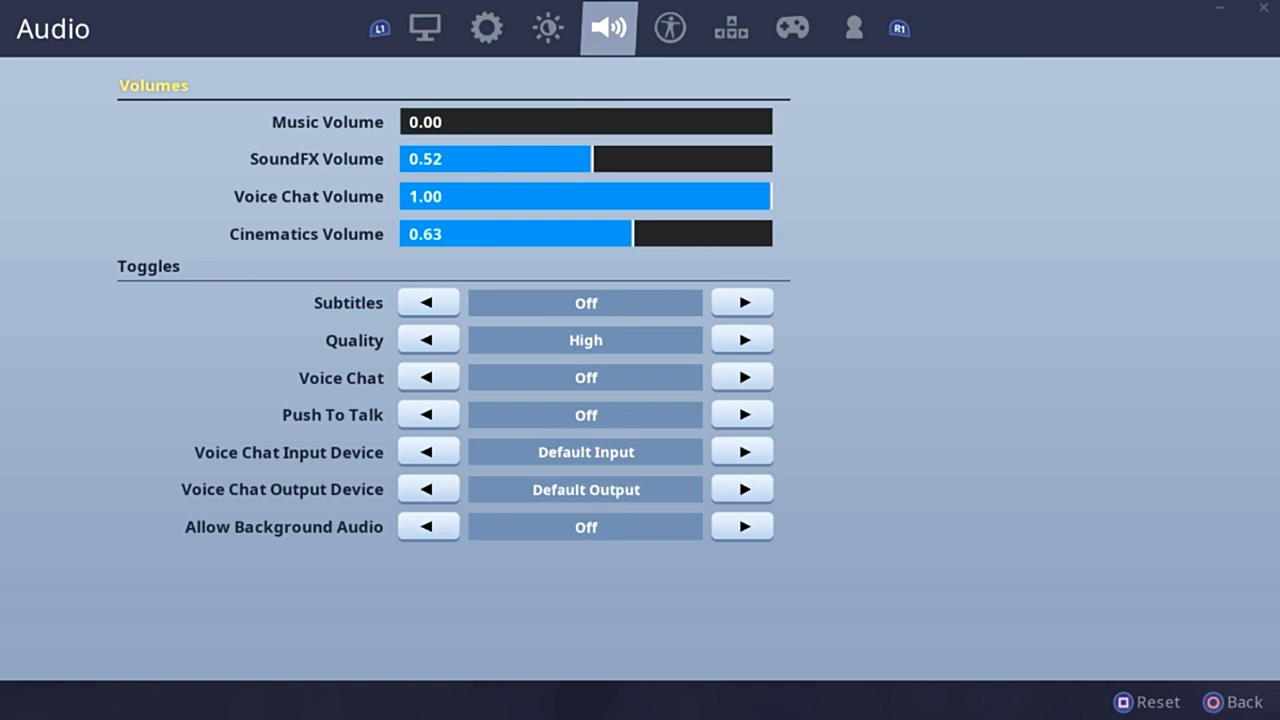 Audio
L1
R1
Volumes
Music Volume 0.00
SoundFX Volume 0.52
Voice Chat Volume 1.00
Cinematics Volume 0.63
Toggles
Subtitles Off
Quality High
Voice Chat Off
Push To Talk Off
Voice Chat Input Device Default Input
Voice Chat Output Device Default Output
Allow Background Audio Off
Reset Back